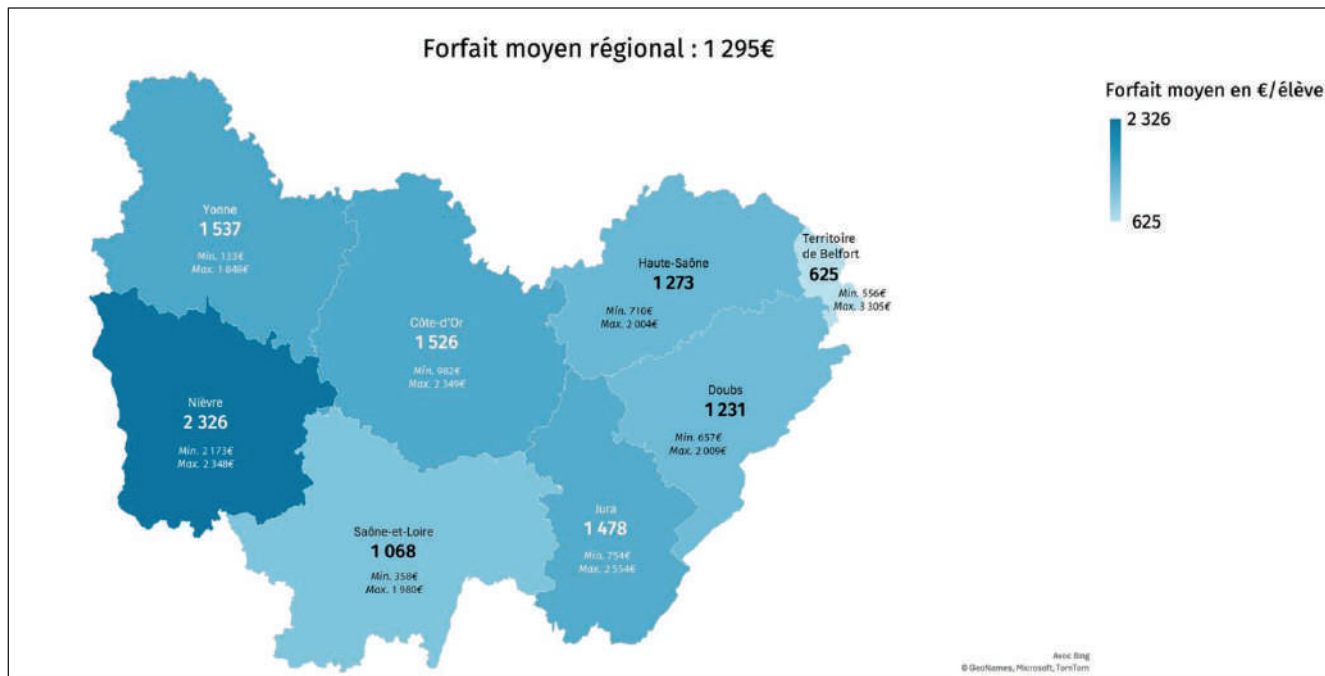 Forfait moyen régional : 1 295€
Forfait moyen en €/élève
2 326
625
Yonne
1 537
Min. 133€
Max. 1 848€
Côte-d'Or
1 526
Min. 982€
Max. 2 349€
Haute-Saône
1 273
Min. 710€
Max. 2 004€
Territoire
de Belfort
625
Min. 556€
Max. 3 305€
Nièvre
2 326
Min. 2 173€
Max. 2 348€
Doubs
1 231
Min. 657€
Max. 2 009€
Saône-et-Loire
1 068
Min. 358€
Max. 1 980€
Jura
1 478
Min. 754€
Max. 2 554€
Avec Bing
© GeoNames, Microsoft, TomTom